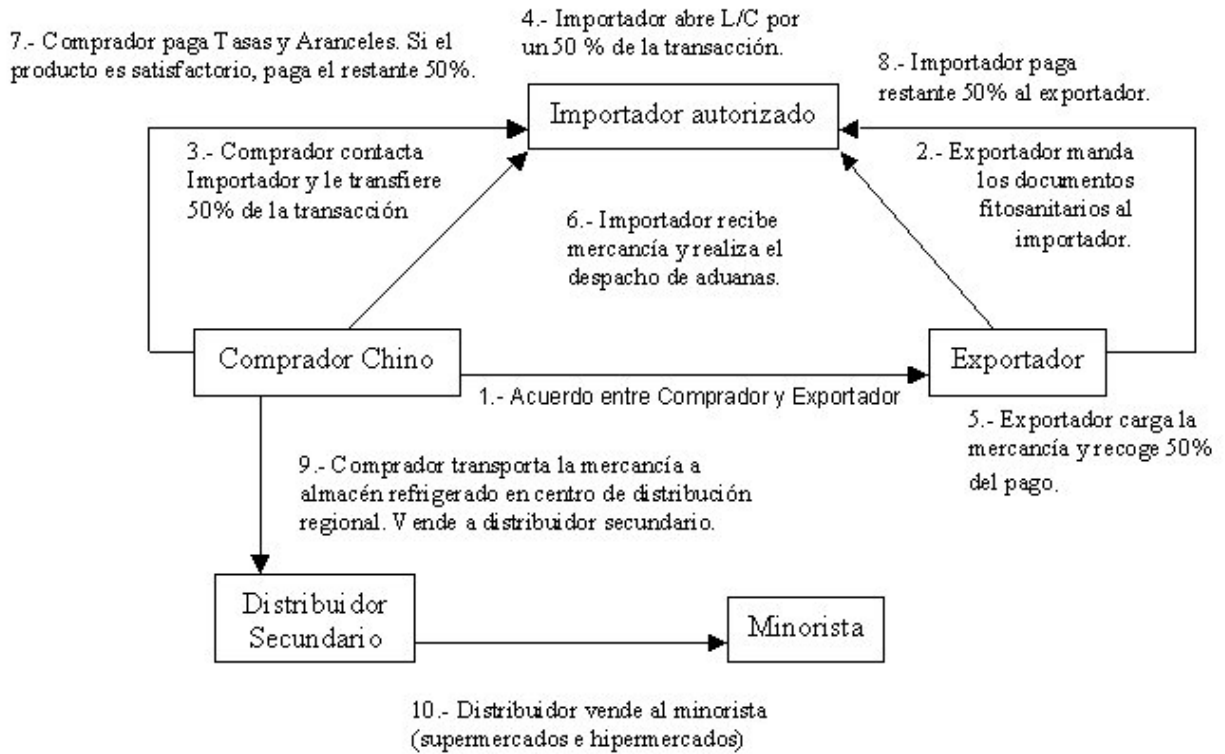 7.- Comprador paga Tasas y Aranceles. Si el
producto es satisfactorio, paga el restante 50%.
4.- Importador abre L/C por
un 50 % de la transacción.
8.- Importador paga
restante 50% al exportador.
Importador autorizado
3.- Comprador contacta
Importador y le transfiere
50% de la transacción
2.- Exportador manda
los documentos
fitosanitarios al
importador.
6.- Importador recibe
mercancía y realiza el
despacho de aduanas.
Comprador Chino
Exportador
1.- Acuerdo entre Comprador y Exportador
5.- Exportador carga la
mercancía y recoge 50%
del pago.
9.- Comprador transporta la mercancía a
almacén refrigerado en centro de distribución
regional. Vende a distribuidor secundario.
Distribuidor
Secundario
Minorista
10.- Distribuidor vende al minorista
(supermercados e hipermercados)